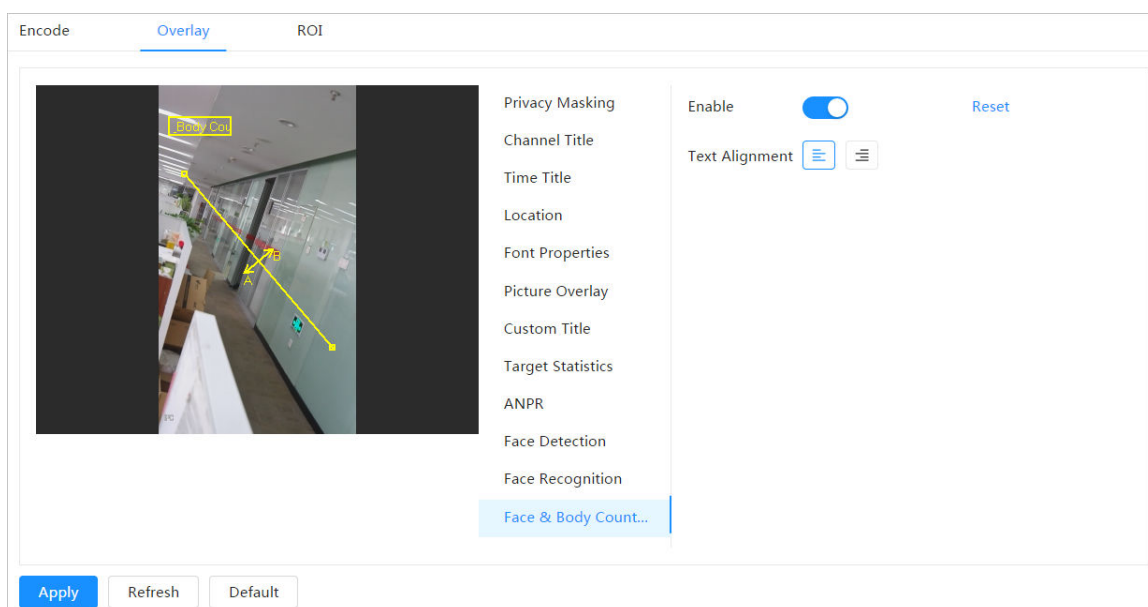 Encode Overlay ROI
Body Cou
B
A
IPC
Privacy Masking
Channel Title
Time Title
Location
Font Properties
Picture Overlay
Custom Title
Target Statistics
ANPR
Face Detection
Face Recognition
Face & Body Count...
Enable Reset
Text Alignment
Apply Refresh Default